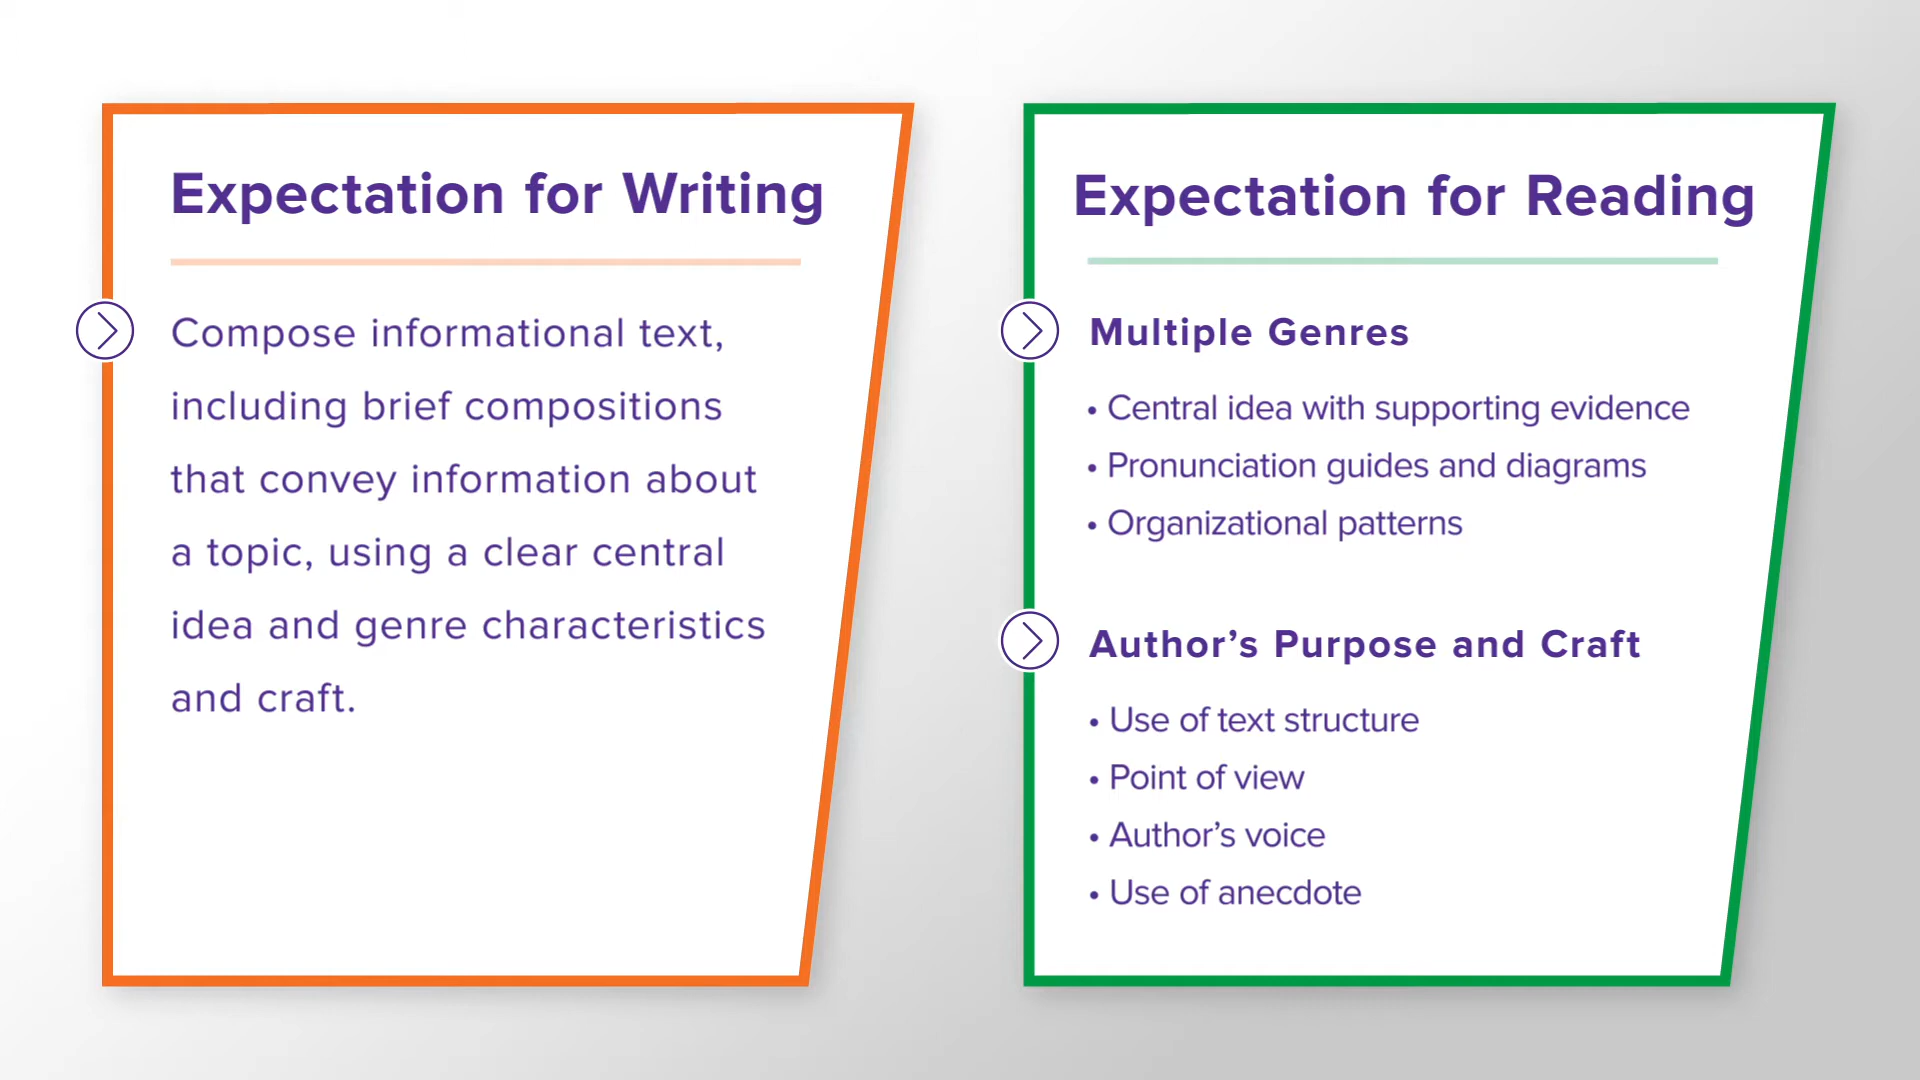 Expectation for Writing
Compose informational text,
including brief compositions
that convey information about
a topic, using a clear central
idea and genre characteristics
and craft.
Expectation for Reading
Multiple Genres
• Central idea with supporting evidence
• Pronunciation guides and diagrams
• Organizational patterns
Author’s Purpose and Craft
• Use of text structure
• Point of view
• Author’s voice
• Use of anecdote